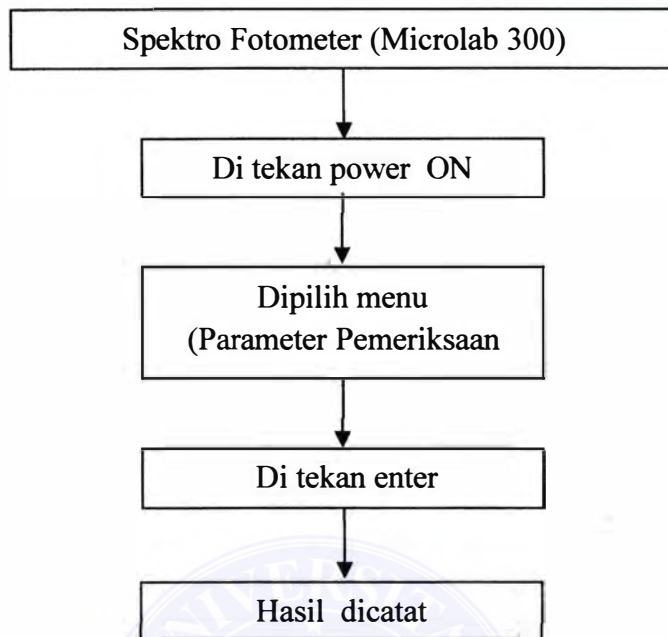 Spektro Fotometer (Microlab 300)
Di tekan power ON
Dipilih menu
(Parameter Pemeriksaan
Di tekan enter
Hasil dicatat